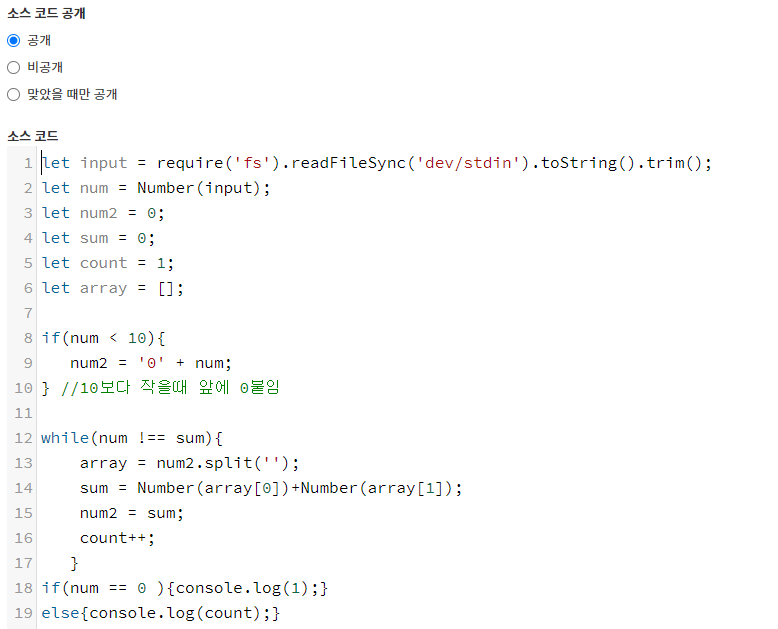 소스 코드 공개
공개
비공개
맞았을 때만 공개
소스 코드
1 let input = require('fs').readFileSync('dev/stdin').toString().trim();
2 let num = Number(input);
3 let num2 = 0;
4 let sum = 0;
5 let count = 1;
6 let array = [];
7
8 if(num < 10){
9    num2 = '0' + num;
10 } //10보다 작을때 앞에 0붙임
11
12 while(num !== sum){
13     array = num2.split('');
14     sum = Number(array[0])+Number(array[1]);
15     num2 = sum;
16     count++;
17    }
18 if(num == 0 ){console.log(1);}
19 else{console.log(count);}